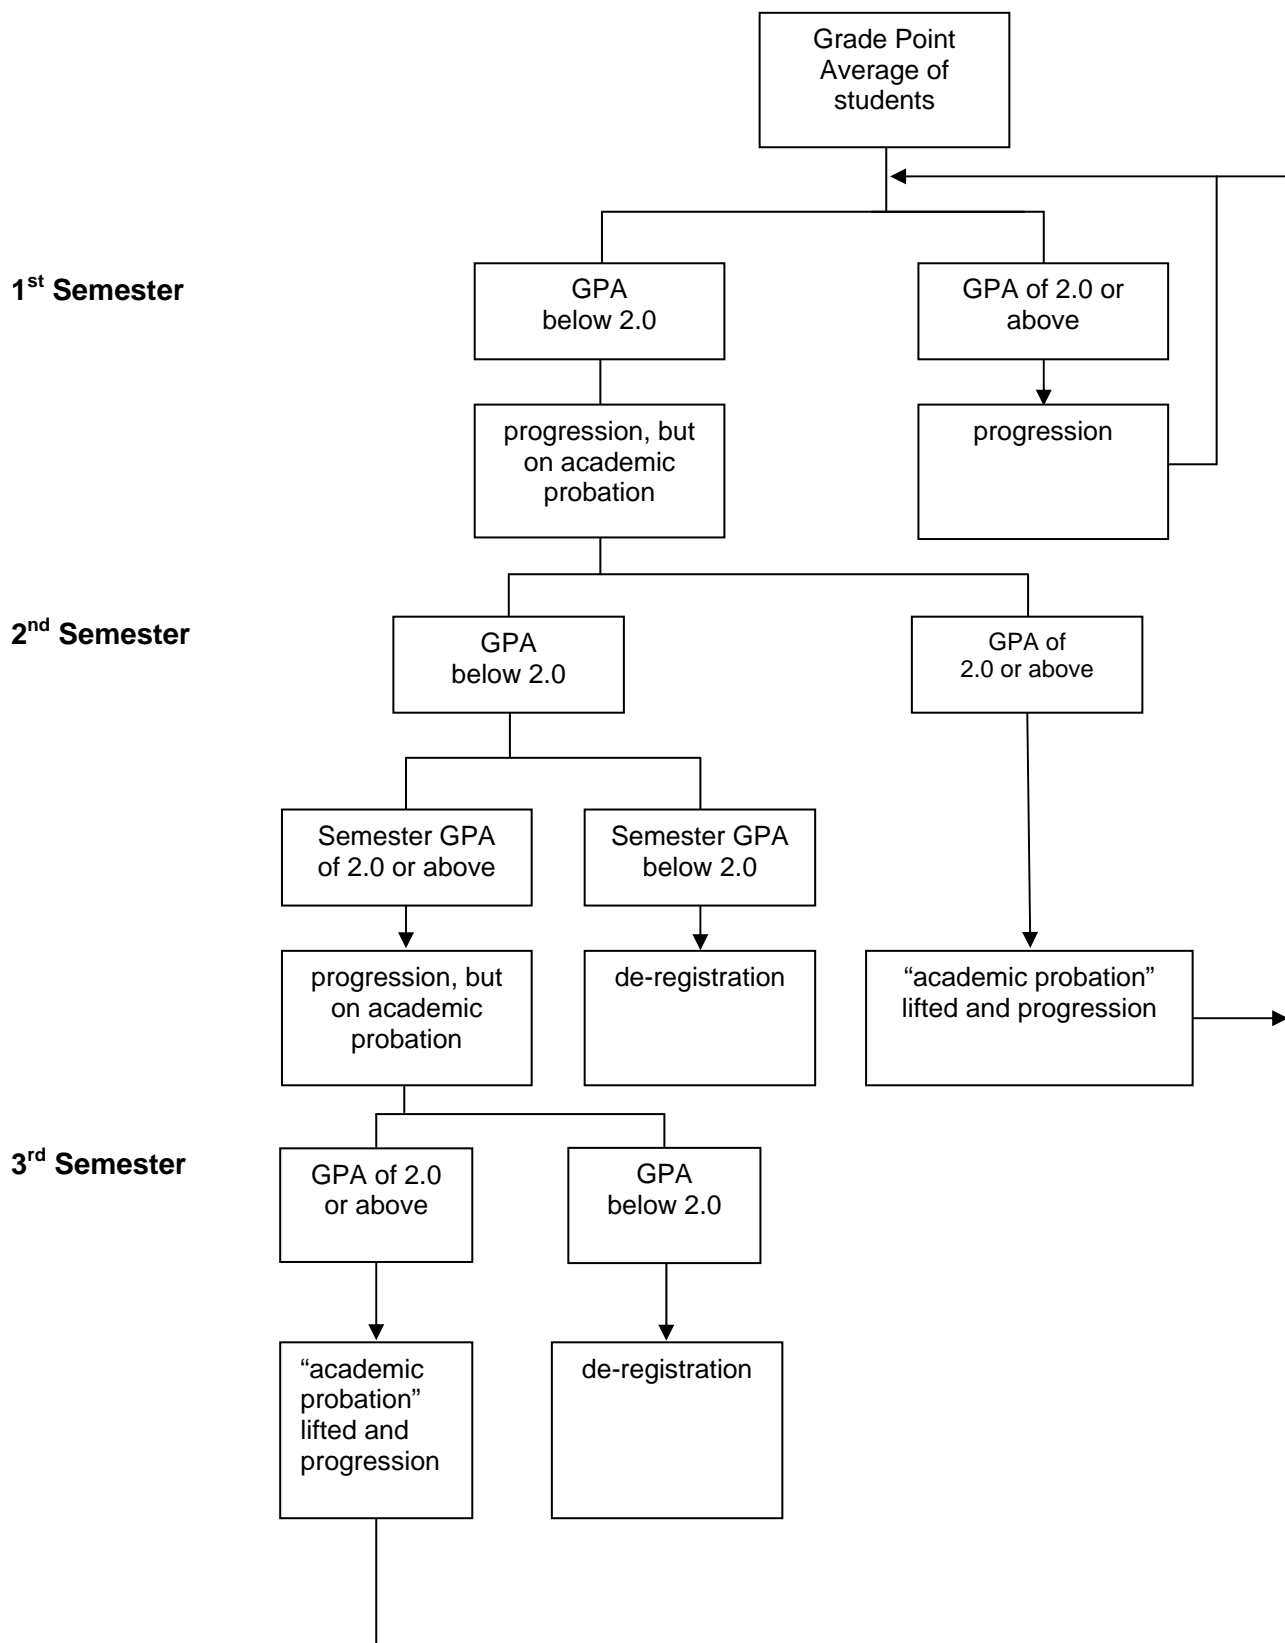 Grade Point
Average of
students
1st Semester
GPA
below 2.0
GPA of 2.0 or
above
progression, but
on academic
probation
progression
2nd Semester
GPA
below 2.0
GPA of
2.0 or above
Semester GPA
of 2.0 or above
Semester GPA
below 2.0
progression, but
on academic
probation
de-registration
“academic probation”
lifted and progression
3rd Semester
GPA of 2.0
or above
GPA
below 2.0
“academic
probation”
lifted and
progression
de-registration